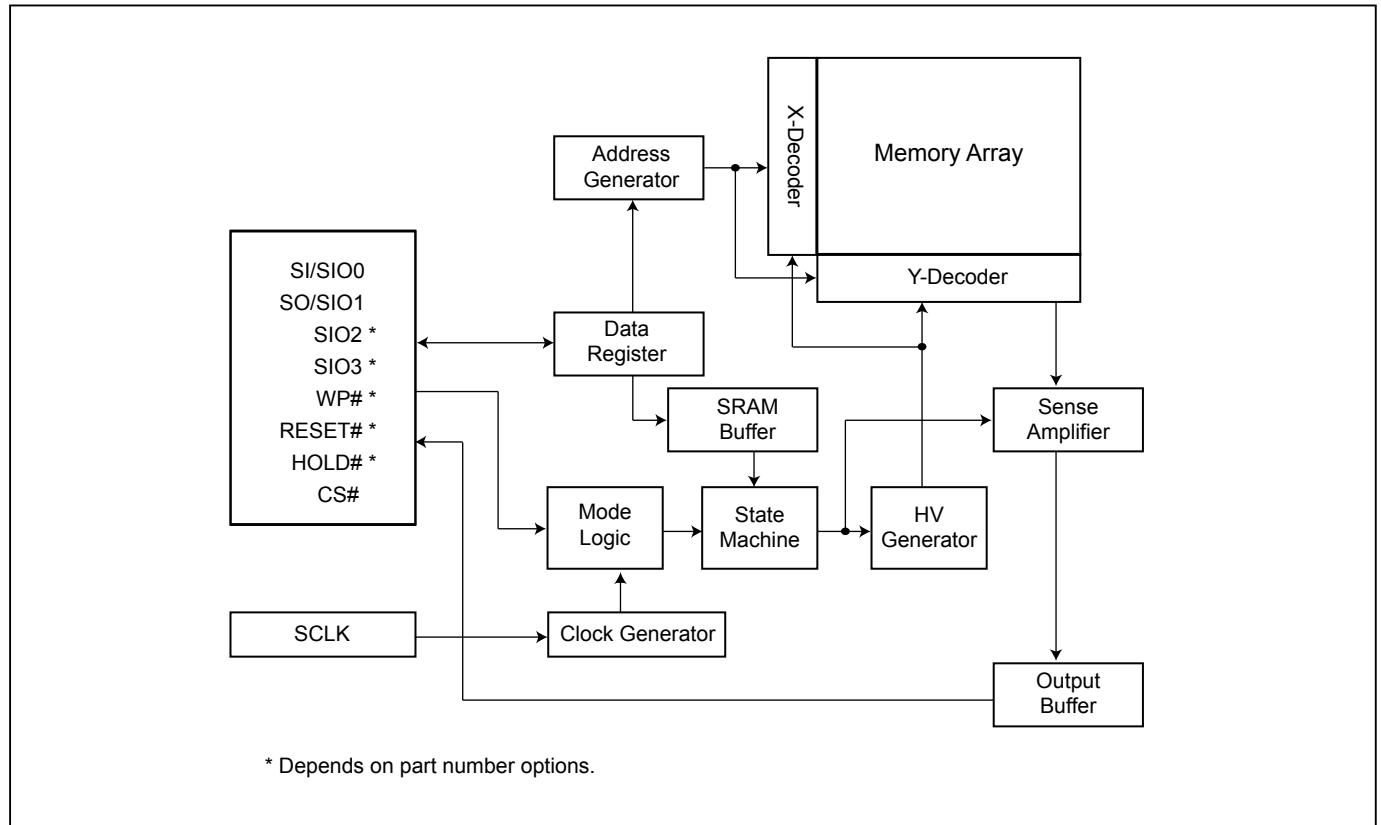 X-Decoder
Memory Array
Address
Generator
Y-Decoder
SI/SIO0
SO/SIO1
SIO2 *
SIO3 *
WP# *
RESET# *
HOLD# *
CS#
Data
Register
SRAM
Buffer
Sense
Amplifier
Mode
Logic
State
Machine
HV
Generator
SCLK
Clock Generator
Output
Buffer
* Depends on part number options.